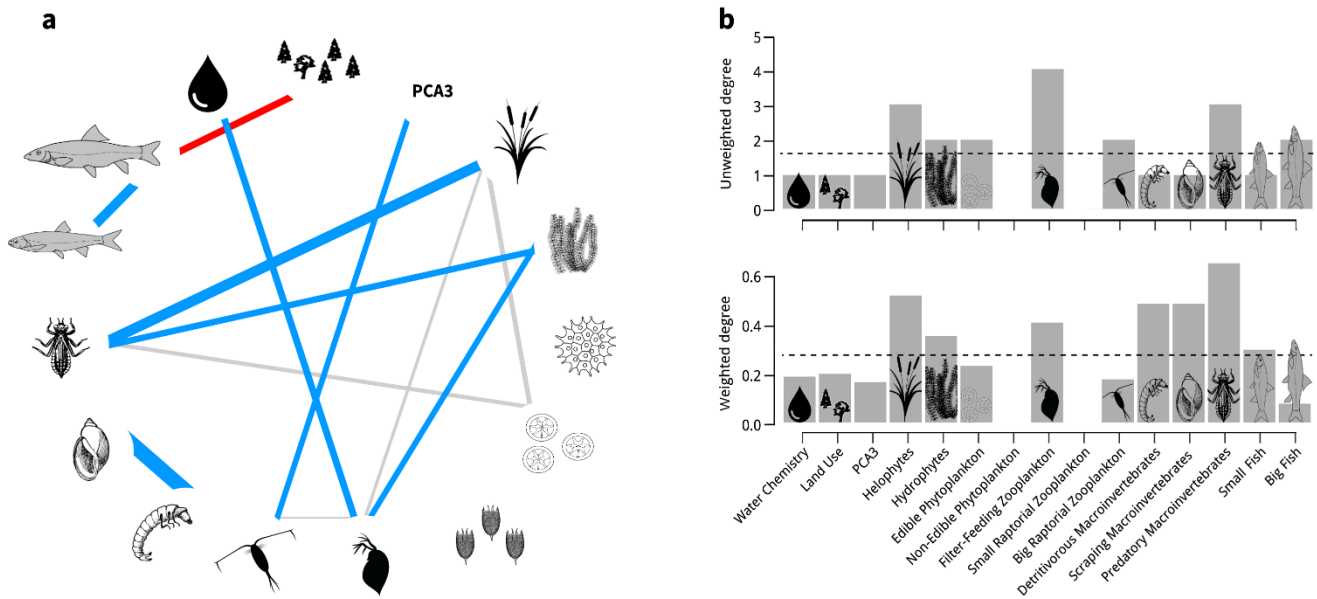 a
PCA3
b
Unweighted degree
5
4
3
2
1
0
Weighted degree
0.6
0.4
0.2
0.0
Water Chemistry
Land Use
PCA3
Helophytes
Hydrophytes
Edible Phytoplankton
Non-Edible Phytoplankton
Filter-Feeding Zooplankton
Small Raptorial Zooplankton
Big Raptorial Zooplankton
Detritivorous Macroinvertebrates
Scraping Macroinvertebrates
Predatory Macroinvertebrates
Small Fish
Big Fish